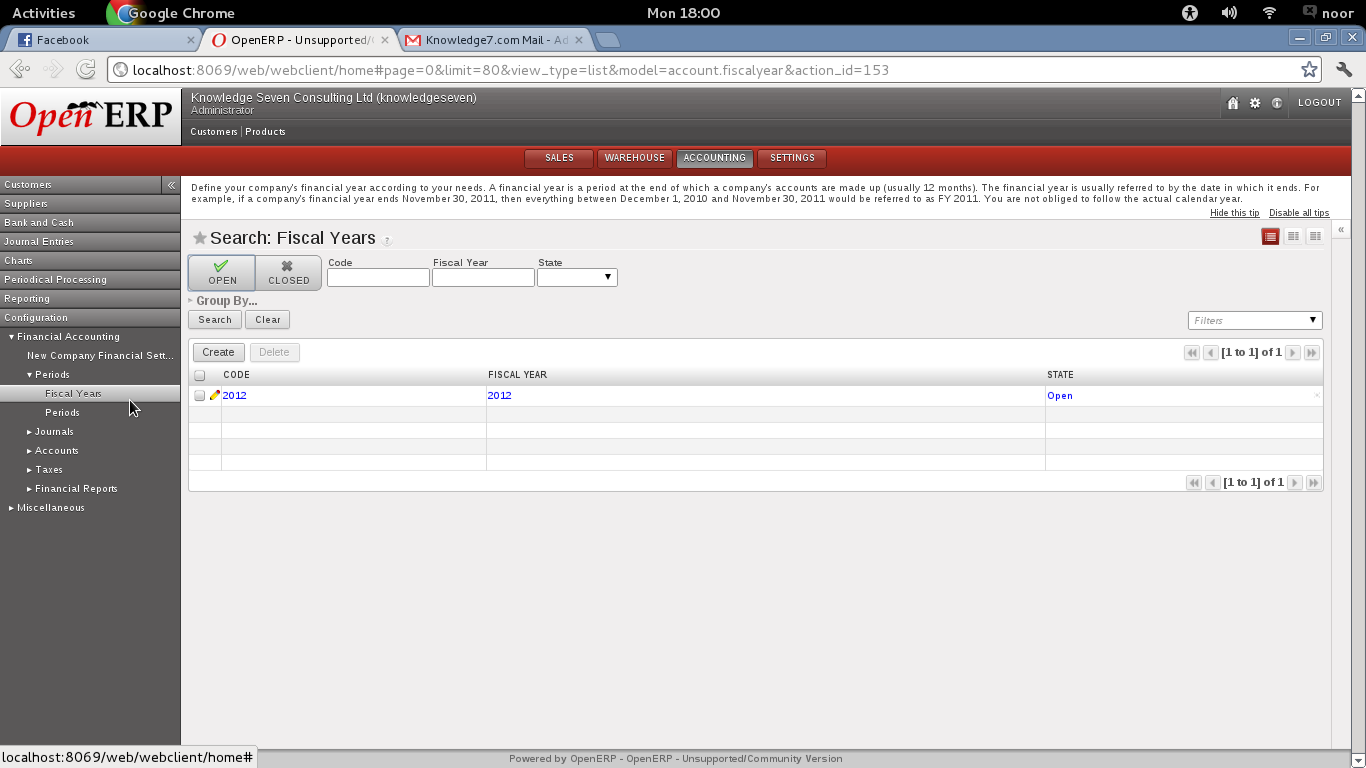 Activities
Google Chrome
Mon 18:00
noor
Facebook
OpenERP - Unsupported/
Knowledge7.com Mail - Ad
localhost:8069/web/webclient/home#page=0&limit=80&view_type=list&model=account.fiscalyear&action_id=153
Open ERP
Knowledge Seven Consulting Ltd (knowledgeseven)
Administrator
LOGOUT
Customers | Products
SALES
WAREHOUSE
ACCOUNTING
SETTINGS
Customers
«
Suppliers
Bank and Cash
Journal Entries
Charts
Periodical Processing
Reporting
Configuration
Financial Accounting
New Company Financial Sett...
Periods
Fiscal Years
Periods
Journals
Accounts
Taxes
Financial Reports
Miscellaneous
Define your company's financial year according to your needs. A financial year is a period at the end of which a company's accounts are made up (usually 12 months). The financial year is usually referred to by the date in which it ends. For
example, if a company's financial year ends November 30, 2011, then everything between December 1, 2010 and November 30, 2011 would be referred to as FY 2011. You are not obliged to follow the actual calendar year.
Hide this tip Disable all tips
«
Search: Fiscal Years ?
OPEN
CLOSED
Code
Fiscal Year
State
Group By...
Search
Clear
Filters
Create
Delete
[1 to 1] of 1
CODE
FISCAL YEAR
STATE
2012
2012
Open
[1 to 1] of 1
localhost:8069/web/webclient/home#
Powered by OpenERP - OpenERP - Unsupported/Community Version